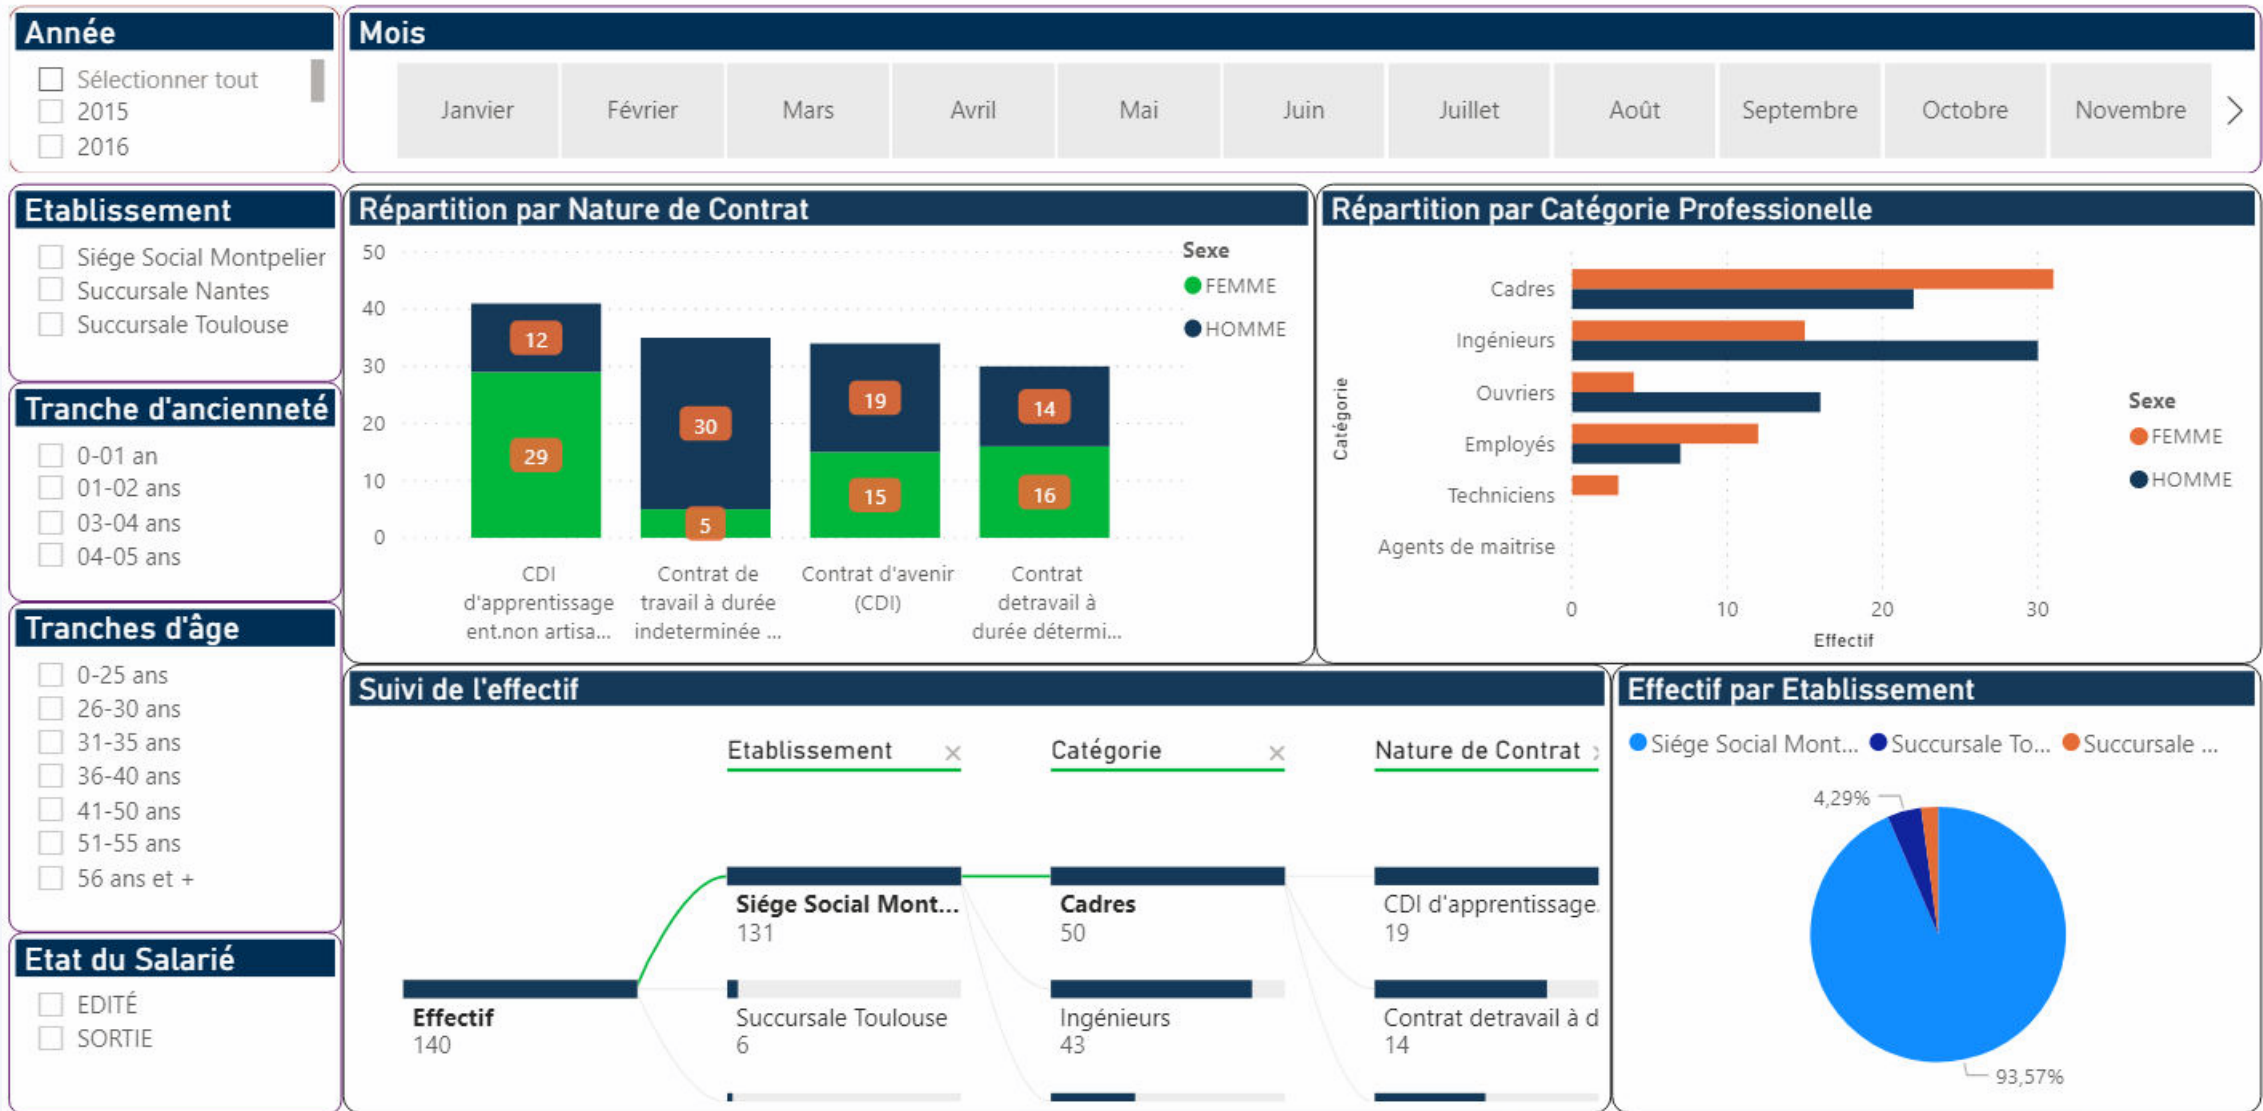 Année
Sélectionner tout
2015
2016
Mois
Janvier
Février
Mars
Avril
Mai
Juin
Juillet
Août
Septembre
Octobre
Novembre
Etablissement
Siége Social Montpelier
Succursale Nantes
Succursale Toulouse
Tranche d'ancienneté
0-01 an
01-02 ans
03-04 ans
04-05 ans
Tranches d'âge
0-25 ans
26-30 ans
31-35 ans
36-40 ans
41-50 ans
51-55 ans
56 ans et +
Etat du Salarié
EDITÉ
SORTIE
Répartition par Nature de Contrat
50
40
30
20
10
0
12
29
30
5
19
15
14
16
CDI
d'apprentissage
ent.non artisa...
Contrat de
travail à durée
indeterminée ...
Contrat d'avenir
(CDI)
Contrat
detravail à
durée détermi...
Sexe
FEMME
HOMME
Répartition par Catégorie Professionelle
Catégorie
Cadres
Ingénieurs
Ouvriers
Employés
Techniciens
Agents de maitrise
0
10
20
30
Effectif
Sexe
FEMME
HOMME
Suivi de l'effectif
Etablissement
Catégorie
Nature de Contrat
Effectif
140
Siége Social Mont...
131
Succursale Toulouse
6
Cadres
50
Ingénieurs
43
CDI d'apprentissage
19
Contrat detravail à d
14
Effectif par Etablissement
Siége Social Mont...
Succursale To...
Succursale ...
4,29%
93,57%